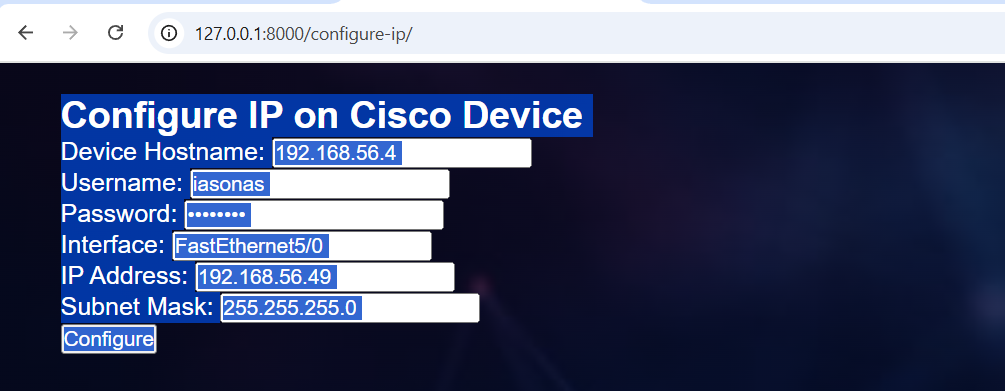 127.0.0.1:8000/configure-ip/
Configure IP on Cisco Device
Device Hostname: 192.168.56.4
Username: iasonas
Password: ••••••••
Interface: FastEthernet5/0
IP Address: 192.168.56.49
Subnet Mask: 255.255.255.0
Configure